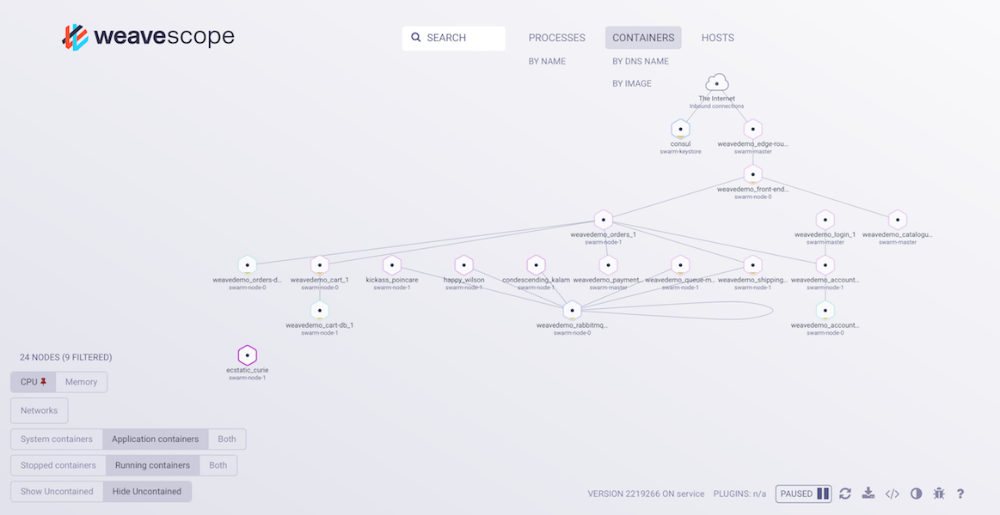 weavescope
SEARCH
PROCESSES
CONTAINERS
HOSTS
BY NAME
BY DNS NAME
BY IMAGE
The Internet
Inbound connections
consul
swarm-keystore
weavedemo_edge-rou...
swarm-master
weavedemo_front-end...
swarm-node-0
weavedemo_orders_1
swarm-node-1
weavedemo_login_1
swarm-master
weavedemo_catalogu...
swarm-master
weavedemo_orders-d...
swarm-node-0
weavedemo_cart_1
swarm-node-0
kickass_poincare
swarm-node-1
happy_wilson
swarm-node-1
condescending_kalam
swarm-node-1
weavedemo_payment...
swarm-master
weavedemo_queue-m...
swarm-node-1
weavedemo_shipping...
swarm-node-0
weavedemo_account...
swarm-node-1
weavedemo_cart-db_1
swarm-node-1
weavedemo_rabbitmq...
swarm-node-0
weavedemo_account...
swarm-node-0
ecstatic_curie
swarm-node-1
24 NODES (9 FILTERED)
CPU
Memory
Networks
System containers
Application containers
Both
Stopped containers
Running containers
Both
Show Uncontained
Hide Uncontained
VERSION 2219266 ON service
PLUGINS: n/a
PAUSED